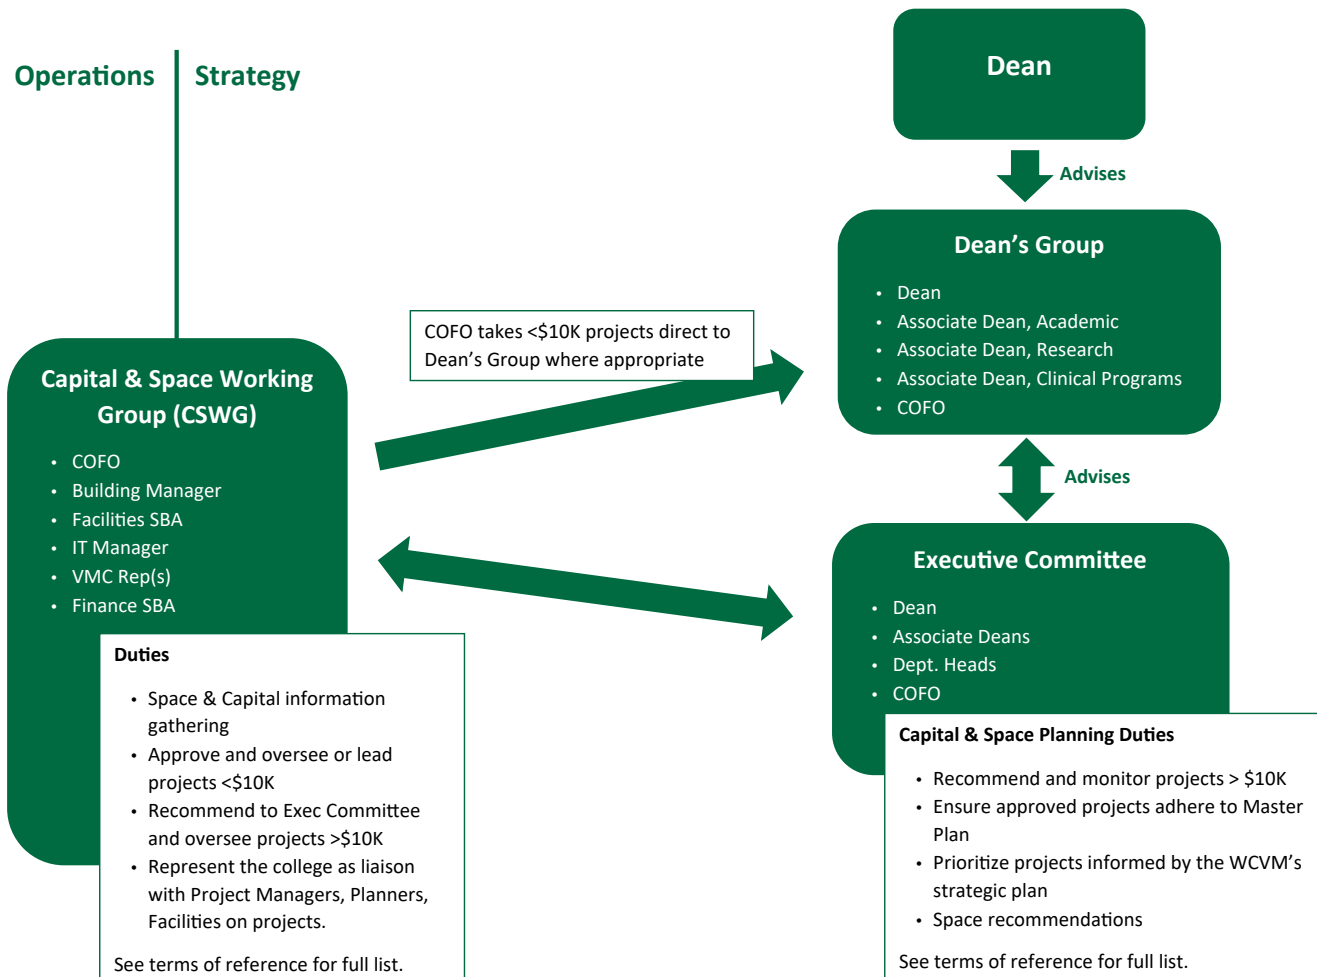 Operations
Strategy
Dean
Advises
Dean’s Group
• Dean
• Associate Dean, Academic
• Associate Dean, Research
• Associate Dean, Clinical Programs
• COFO
COFO takes <$10K projects direct to
Dean’s Group where appropriate
Capital & Space Working
Group (CSWG)
• COFO
• Building Manager
• Facilities SBA
• IT Manager
• VMC Rep(s)
• Finance SBA
Duties
• Space & Capital information
gathering
• Approve and oversee or lead
projects <$10K
• Recommend to Exec Committee
and oversee projects >$10K
• Represent the college as liaison
with Project Managers, Planners,
Facilities on projects.
See terms of reference for full list.
Advises
Executive Committee
• Dean
• Associate Deans
• Dept. Heads
• COFO
Capital & Space Planning Duties
• Recommend and monitor projects > $10K
• Ensure approved projects adhere to Master
Plan
• Prioritize projects informed by the WCVM’s
strategic plan
• Space recommendations
See terms of reference for full list.